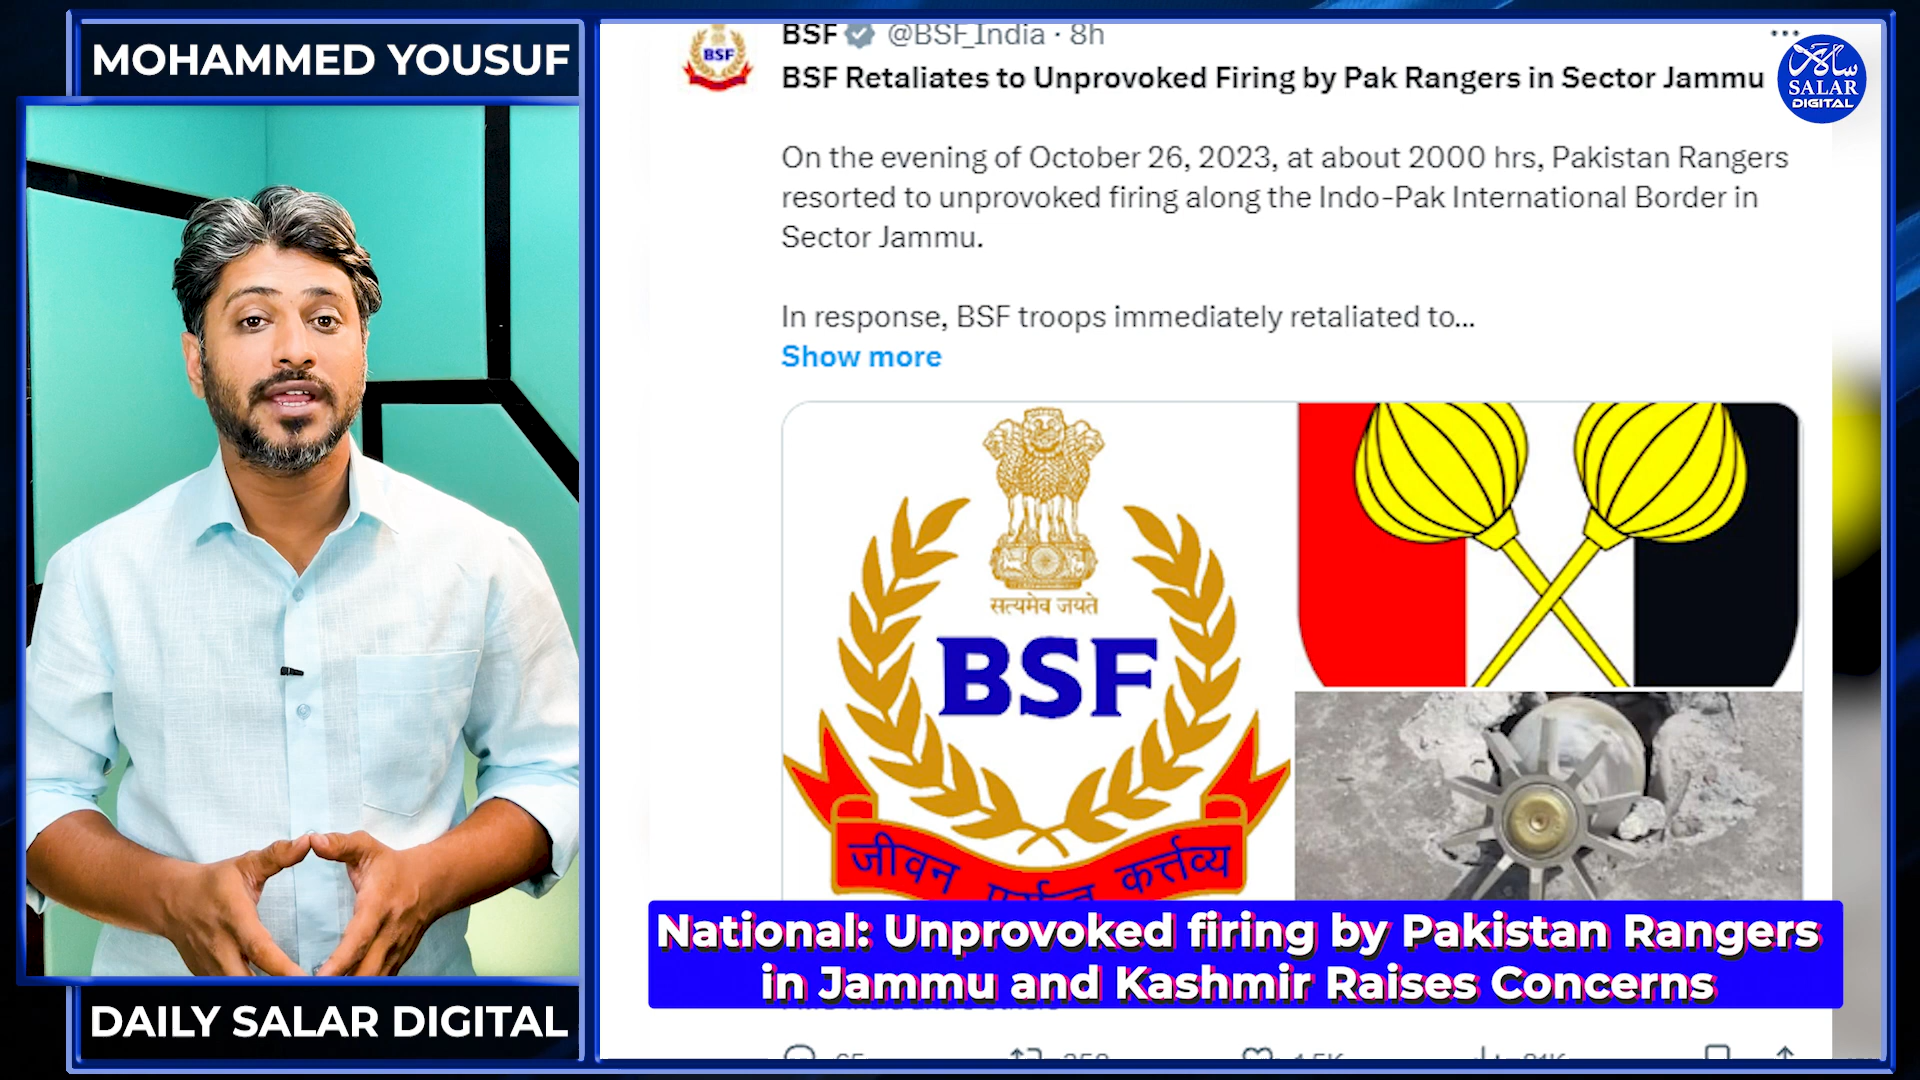 MOHAMMED YOUSUF
DAILY SALAR DIGITAL
BSF @BSF_India · 8h
BSF Retaliates to Unprovoked Firing by Pak Rangers in Sector Jammu
On the evening of October 26, 2023, at about 2000 hrs, Pakistan Rangers
resorted to unprovoked firing along the Indo-Pak International Border in
Sector Jammu.
In response, BSF troops immediately retaliated to...
Show more
سالار
SALAR
DIGITAL
BSF
सत्यमेव जयते
BSF
जीवन पर्यन्त कर्त्तव्य
National: Unprovoked firing by Pakistan Rangers
in Jammu and Kashmir Raises Concerns